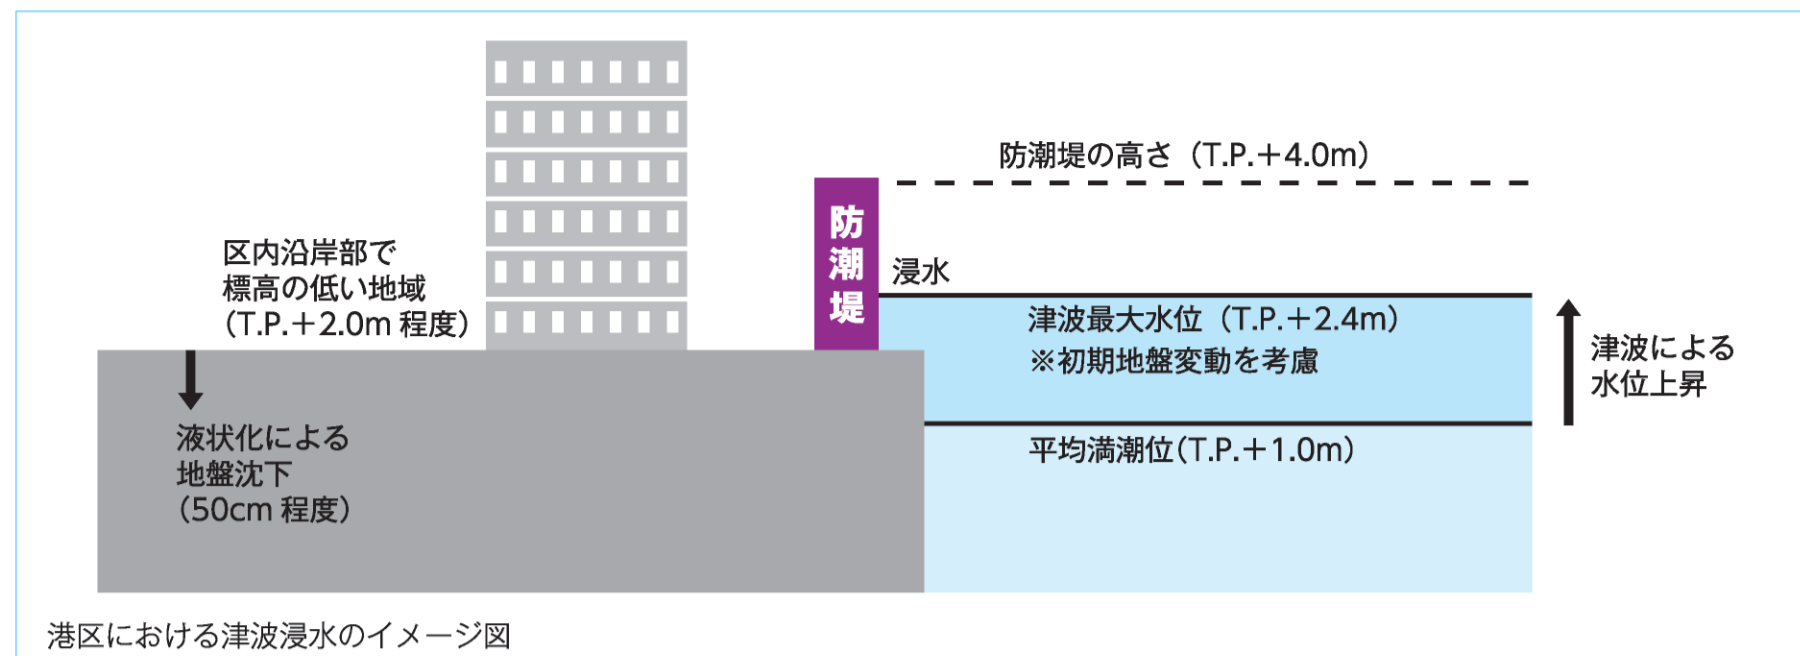 防潮堤の高さ（T.P.＋4.0m）
区内沿岸部で
標高の低い地域
（T.P.＋2.0m 程度）
防潮堤
浸水
津波最大水位（T.P.＋2.4m）
※初期地盤変動を考慮
津波による
水位上昇
液状化による
地盤沈下
（50cm 程度）
平均満潮位（T.P.＋1.0m）
港区における津波浸水のイメージ図